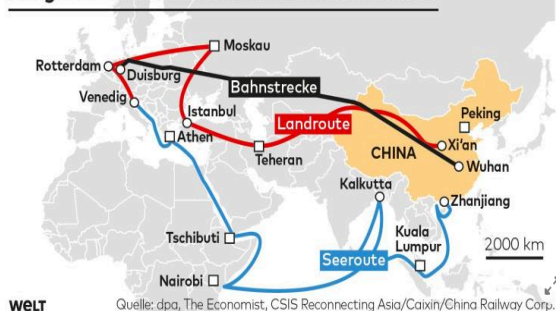 Moskau
Rotterdam
Duisburg
Bahnstrecke
Venedig
Istanbul
Landroute
Peking
Athen
Teheran
CHINA
Xi'an
Wuhan
Kalkutta
Zhanjiang
Kuala
Lumpur
Tschibuti
2000 km
Seeroute
Nairobi
WELT
Quelle: dpa, The Economist, CSIS Reconnecting Asia/Caixin/China Railway Corp.